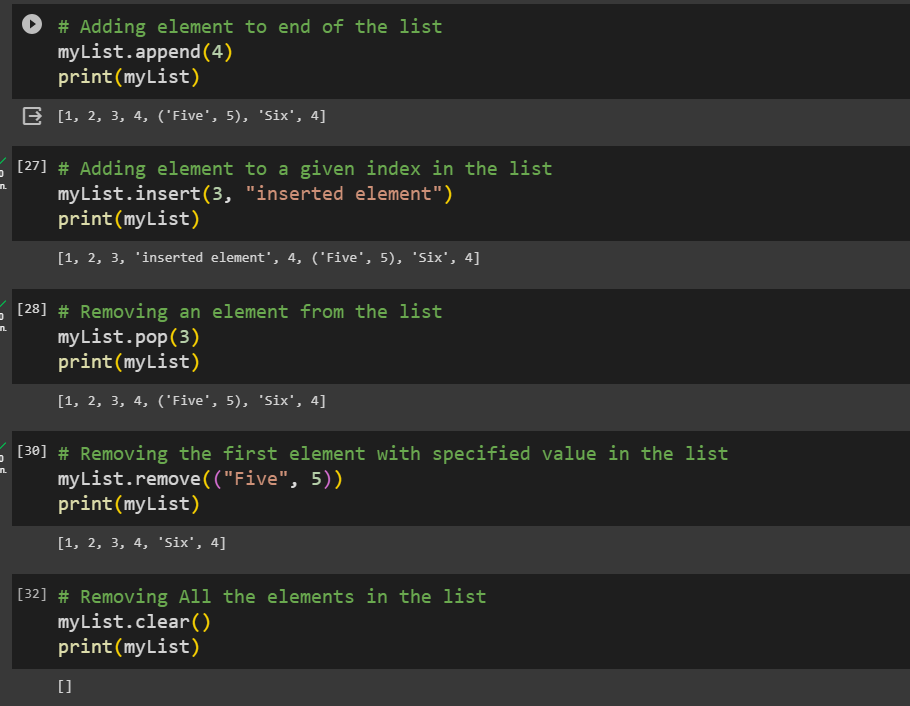 # Adding element to end of the list
myList.append(4)
print(myList)
[1, 2, 3, 4, ('Five', 5), 'Six', 4]
[27] # Adding element to a given index in the list
myList.insert(3, "inserted element")
print(myList)
[1, 2, 3, 'inserted element', 4, ('Five', 5), 'Six', 4]
[28] # Removing an element from the list
myList.pop(3)
print(myList)
[1, 2, 3, 4, ('Five', 5), 'Six', 4]
[30] # Removing the first element with specified value in the list
myList.remove(("Five", 5))
print(myList)
[1, 2, 3, 4, 'Six', 4]
[32] # Removing All the elements in the list
myList.clear()
print(myList)
[]